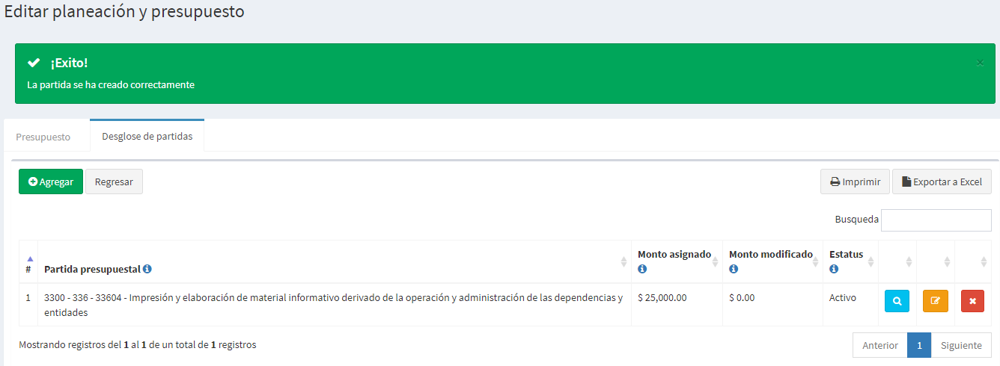 Editar planeación y presupuesto
¡Exito!
×
La partida se ha creado correctamente
Presupuesto
Desglose de partidas
Agregar
Regresar
Imprimir
Exportar a Excel
Busqueda
#
Partida presupuestal
Monto asignado
Monto modificado
Estatus
1
3300 - 336 - 33604 - Impresión y elaboración de material informativo derivado de la operación y administración de las dependencias y
entidades
$ 25,000.00
$ 0.00
Activo
Mostrando registros del 1 al 1 de un total de 1 registros
Anterior
1
Siguiente